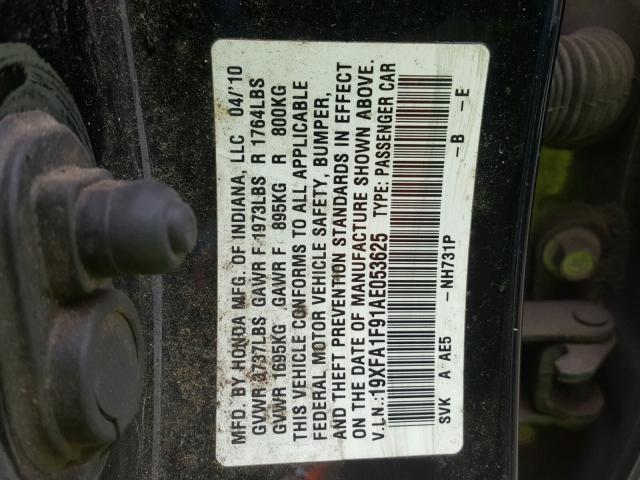 MFD. BY HONDA MFG. OF INDIANA, LLC 04/'10
GVWR 3737LBS GAWR F 1973LBS R 1764LBS
GVWR 1695KG GAWR F 895KG R 800KG
THIS VEHICLE CONFORMS TO ALL APPLICABLE
FEDERAL MOTOR VEHICLE SAFETY, BUMPER,
AND THEFT PREVENTION STANDARDS IN EFFECT
ON THE DATE OF MANUFACTURE SHOWN ABOVE.
V.I.N.: 19XFA1F91AE053625 TYPE: PASSENGER CAR
SVK A AE5 - NH731P - B - E